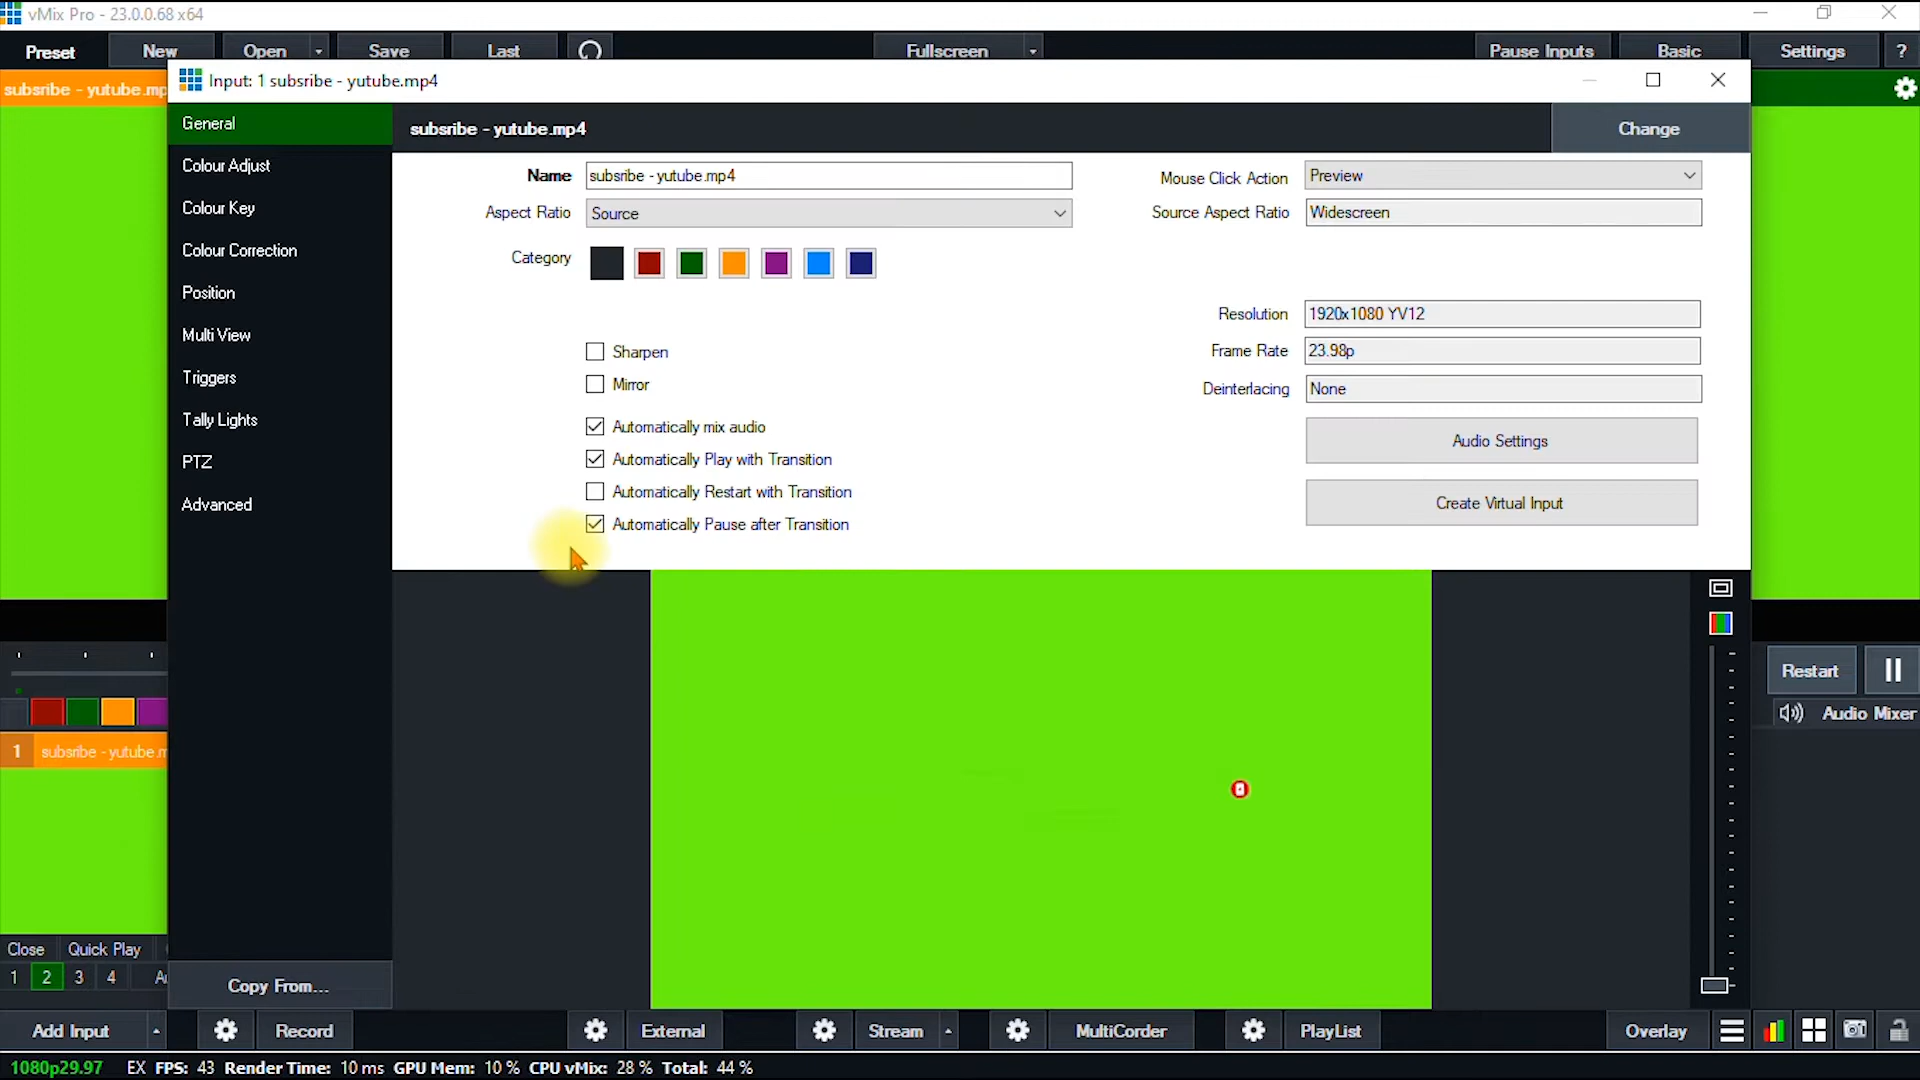 vMix Pro - 23.0.0.68 x64
Preset New Open Save Last Fullscreen Pause Inputs Basic Settings ?
subsribe - yutube.mp
Input: 1 subsribe - yutube.mp4
General
subsribe - yutube.mp4
Change
Colour Adjust
Colour Key
Colour Correction
Position
Multi View
Triggers
Tally Lights
PTZ
Advanced
Copy From...
Name subsribe - yutube.mp4
Aspect Ratio Source
Category
Mouse Click Action Preview
Source Aspect Ratio Widescreen
Resolution 1920x1080 YV12
Frame Rate 23.98p
Deinterlacing None
Sharpen
Mirror
Automatically mix audio
Automatically Play with Transition
Automatically Restart with Transition
Automatically Pause after Transition
Audio Settings
Create Virtual Input
Restart
Audio Mixer
1 subsribe - yutube.m
Close Quick Play
1 2 3 4
Add Input Record External Stream MultiCorder PlayList Overlay
1080p29.97 EX FPS: 43 Render Time: 10 ms GPU Mem: 10 % CPU vMix: 28 % Total: 44 %